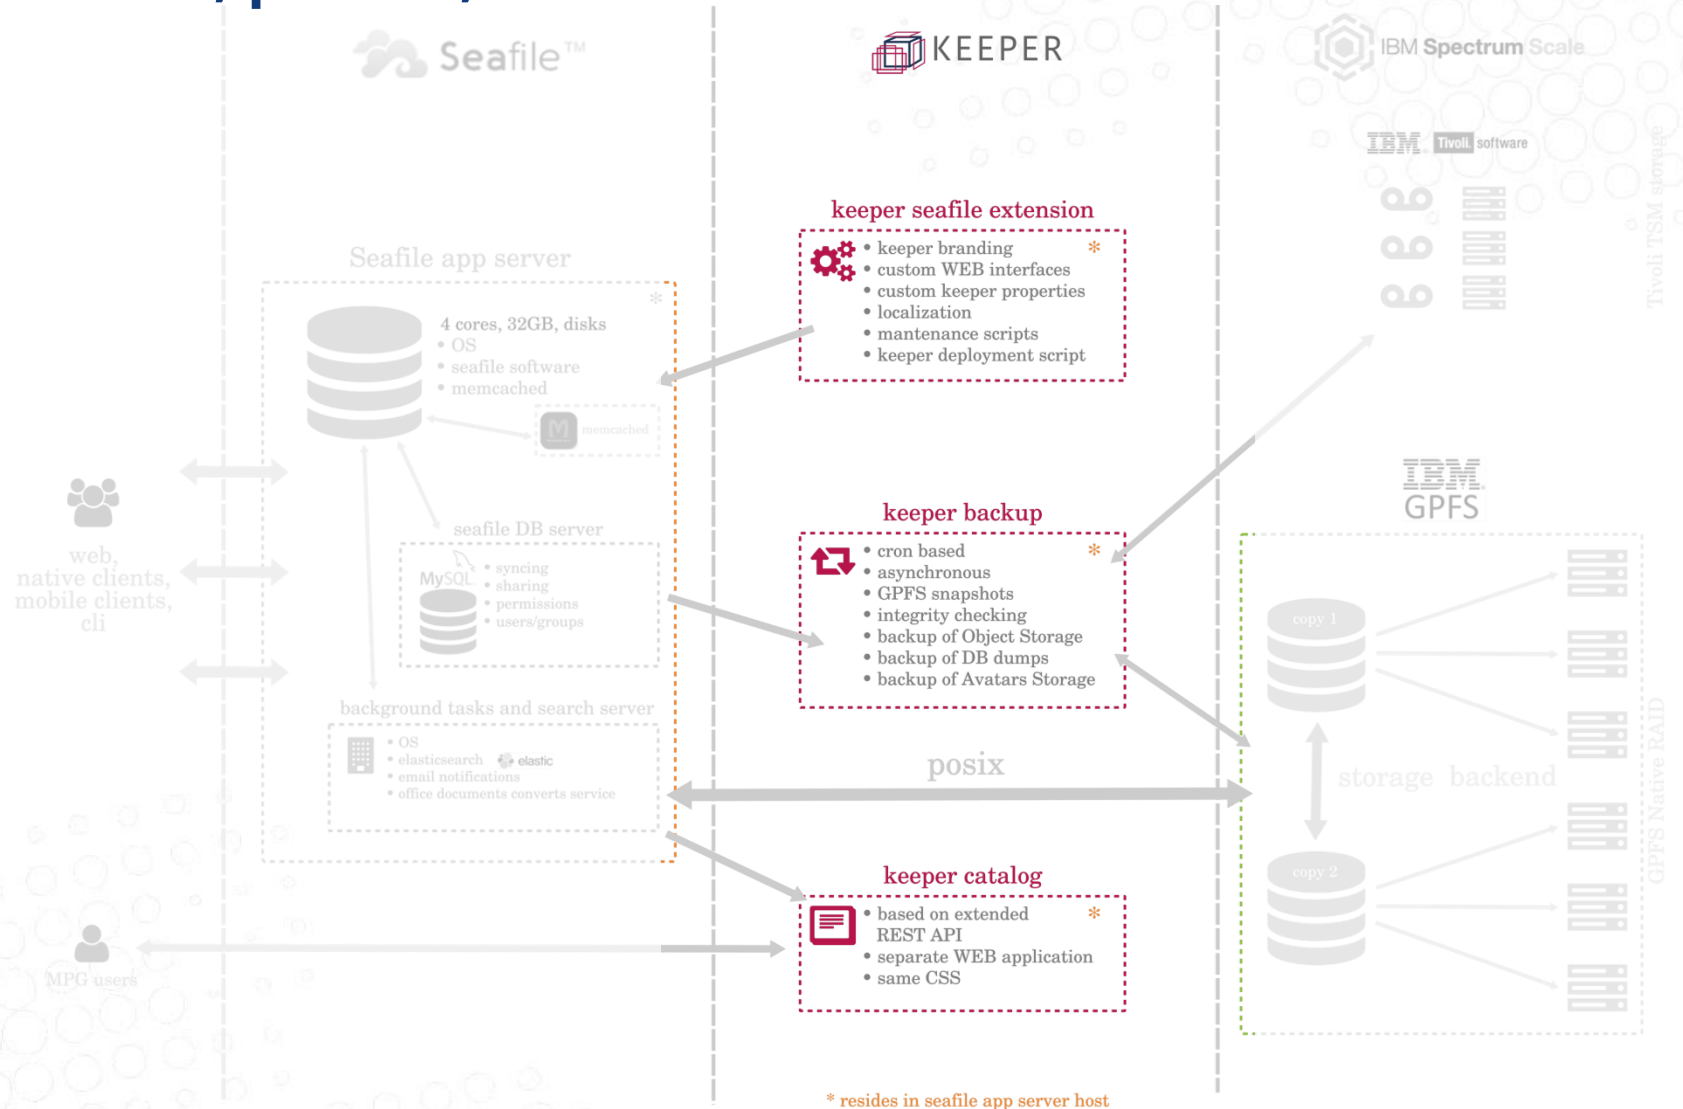 Seafile™
KEEPER
IBM Spectrum Scale
IBM Tivoli software
Tivoli TSM storage
keeper seafile extension
• keeper branding *
• custom WEB interfaces
• custom keeper properties
• localization
• mantenance scripts
• keeper deployment script
Seafile app server
*
4 cores, 32GB, disks
• OS
• seafile software
• memcached
memcached
web,
native clients,
mobile clients,
cli
seafile DB server
MySQL
• syncing
• sharing
• permissions
• users/groups
background tasks and search server
• OS
• elasticsearch elastic
• email notifications
• office documents converts service
keeper backup
• cron based *
• asynchronous
• GPFS snapshots
• integrity checking
• backup of Object Storage
• backup of DB dumps
• backup of Avatars Storage
IBM
GPFS
copy 1
posix
storage backend
GPFS Native RAID
copy 2
keeper catalog
• based on extended *
REST API
• separate WEB application
• same CSS
MPG users
* resides in seafile app server host